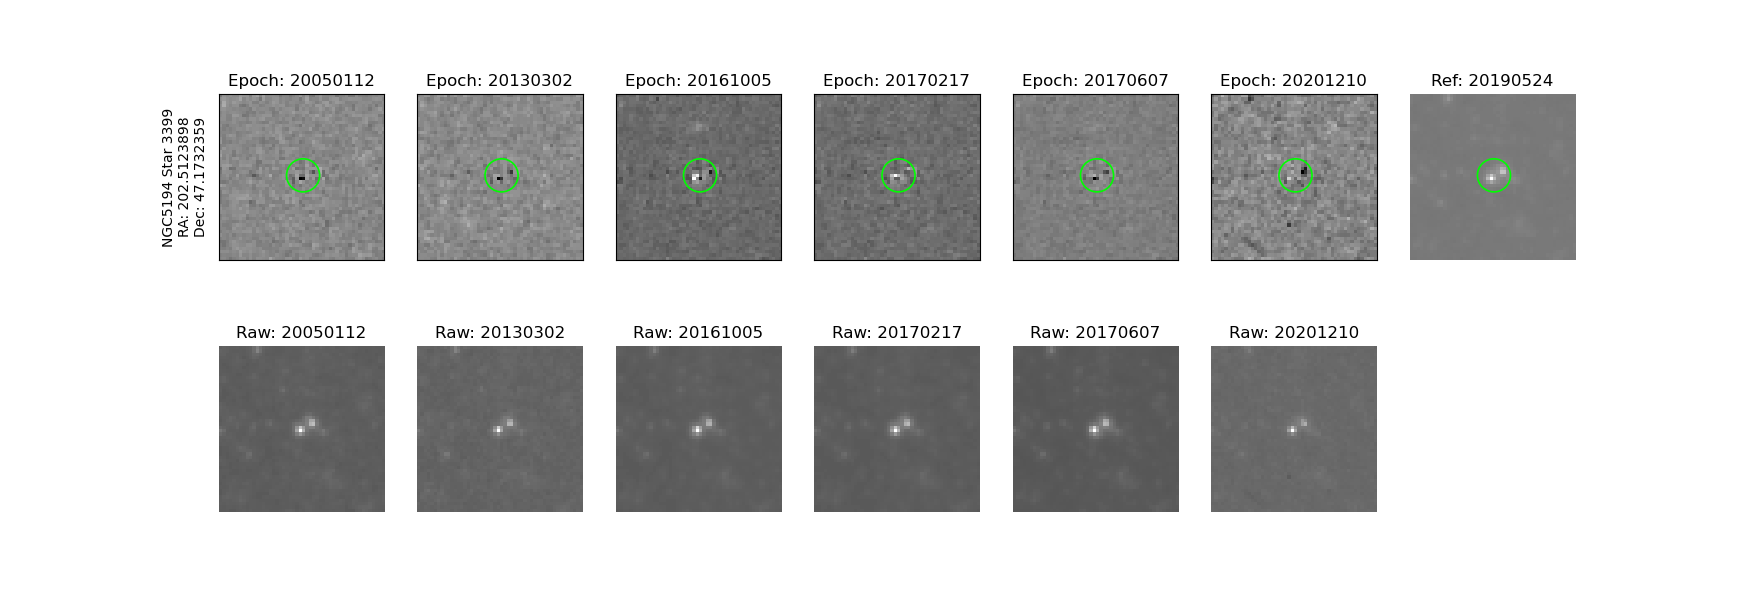 NGC5194 Star 3399
RA: 202.5123898
Dec: 47.1732359
Epoch: 20050112
Epoch: 20130302
Epoch: 20161005
Epoch: 20170217
Epoch: 20170607
Epoch: 20201210
Ref: 20190524
Raw: 20050112
Raw: 20130302
Raw: 20161005
Raw: 20170217
Raw: 20170607
Raw: 20201210